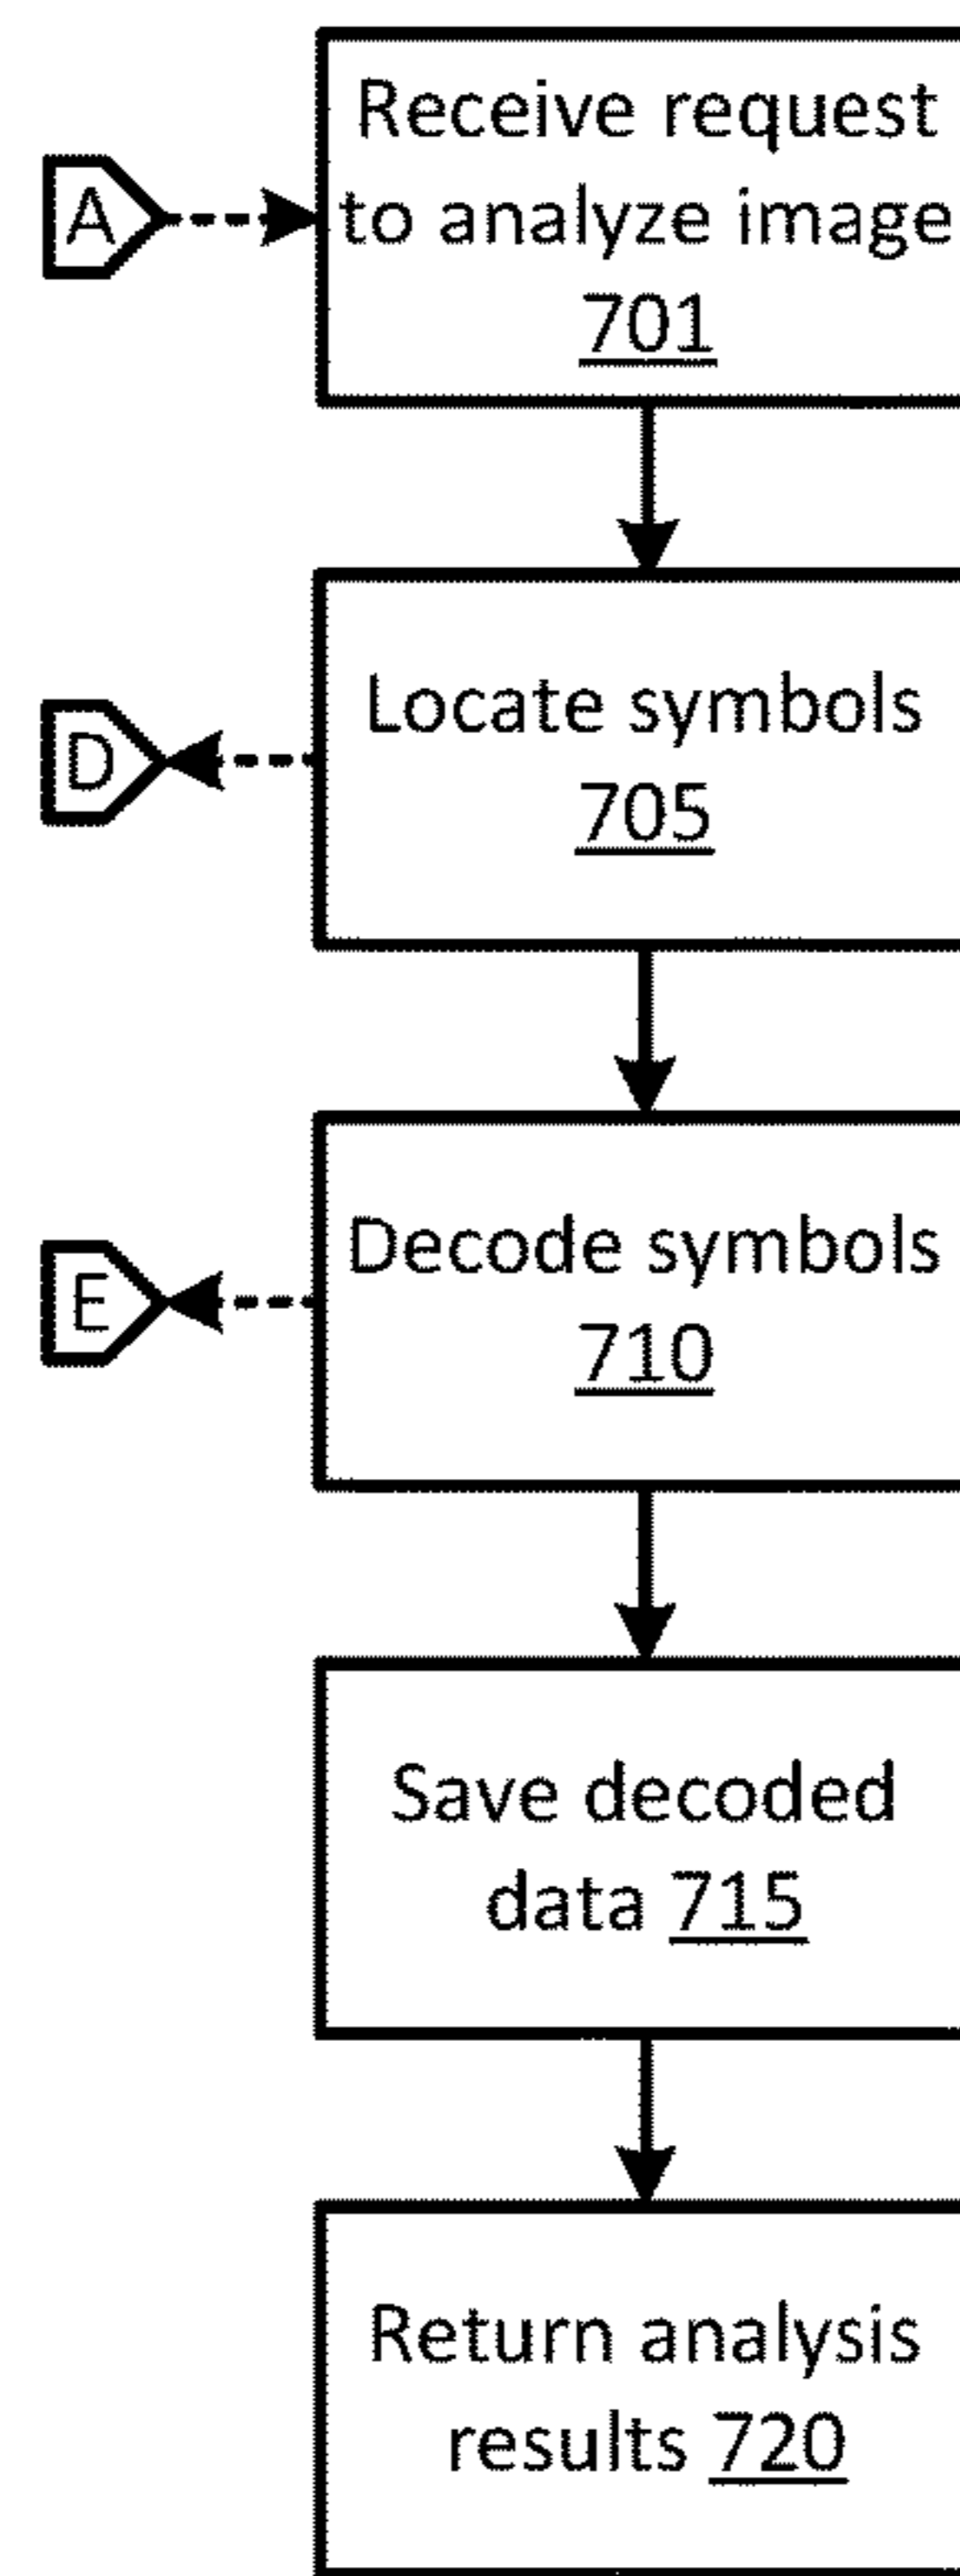 Receive request
A
to analyze image
701
Locate symbols
D
705
Decode symbols
E
710
Save decoded
data 715
Return analysis
results 720